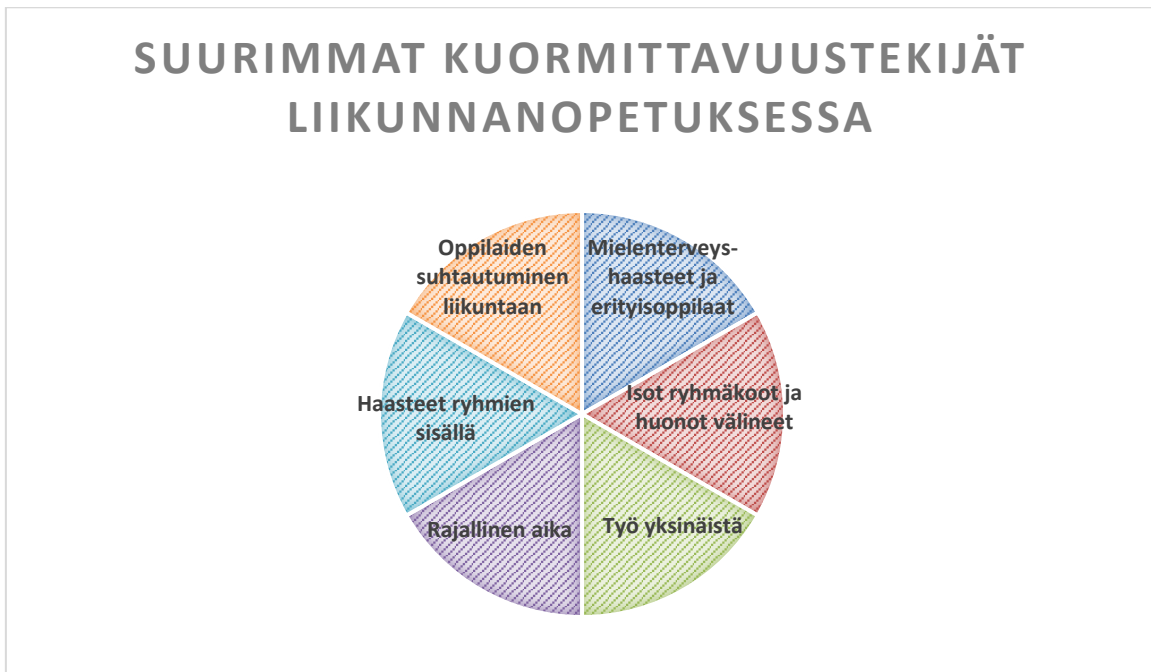 SUURIMMAT KUORMITTAVUUSTEKIJÄT
LIIKUNNANOPETUKSESSA
Oppilaiden
suhtautuminen
liikuntaan
Mielenterveys-
haasteet ja
erityisoppilaat
Haasteet ryhmien
sisällä
Isot ryhmäkoot ja
huonot välineet
Rajallinen aika
Työ yksinäistä